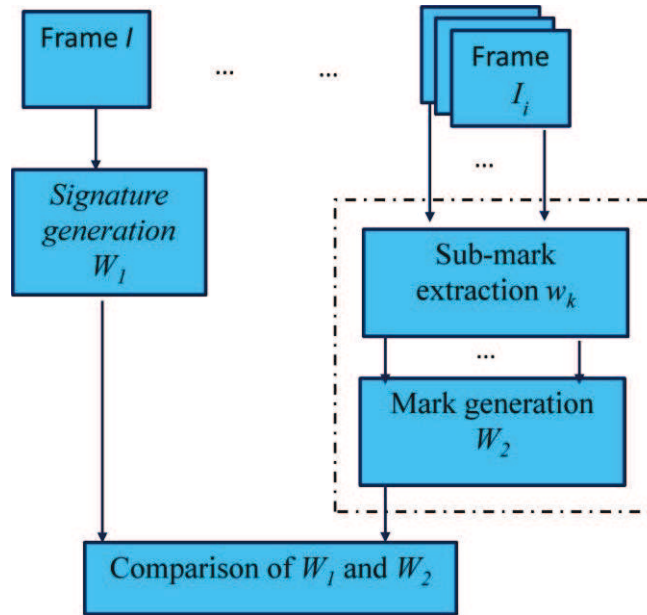 Frame I
... ...
Frame
I_i
...
Signature
generation
W_1
Sub-mark
extraction w_k
...
Mark generation
W_2
Comparison of W_1 and W_2